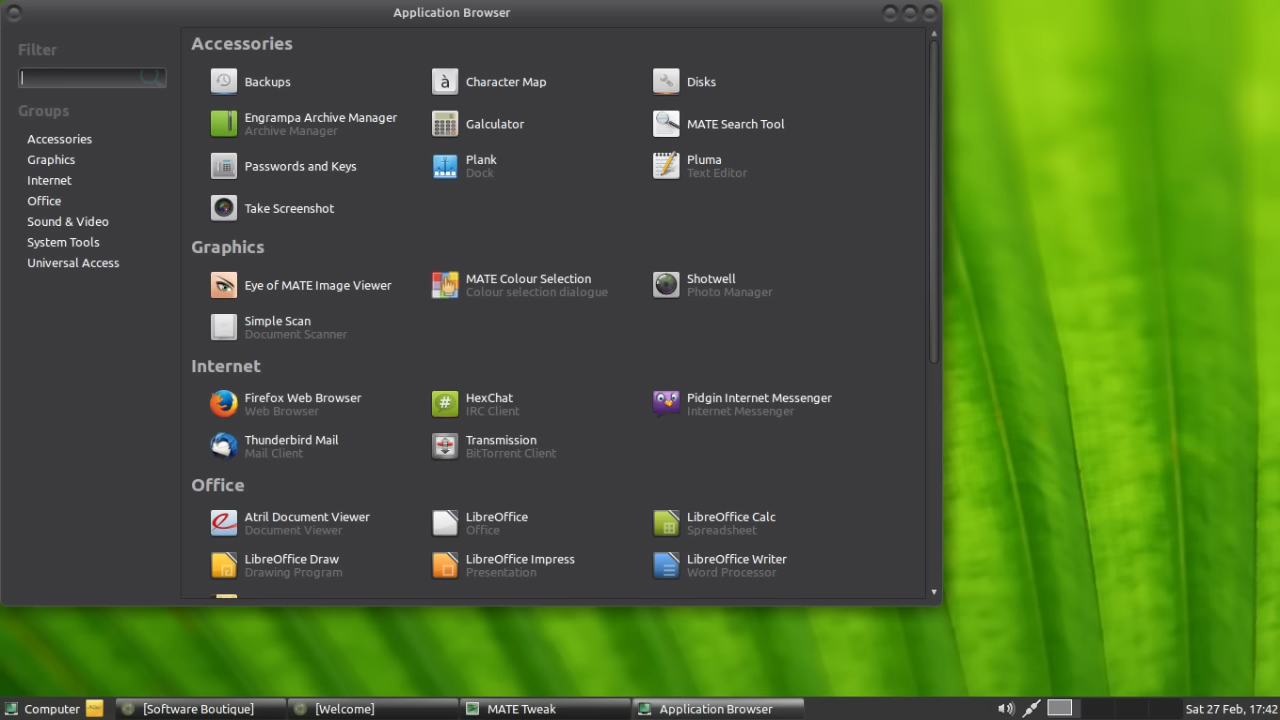 Application Browser
Filter
Groups
Accessories
Graphics
Internet
Office
Sound & Video
System Tools
Universal Access
Accessories
Backups
Character Map
Disks
Engrampa Archive Manager
Archive Manager
Galculator
MATE Search Tool
Passwords and Keys
Plank
Dock
Pluma
Text Editor
Take Screenshot
Graphics
Eye of MATE Image Viewer
MATE Colour Selection
Colour selection dialogue
Shotwell
Photo Manager
Simple Scan
Document Scanner
Internet
Firefox Web Browser
Web Browser
HexChat
IRC Client
Pidgin Internet Messenger
Internet Messenger
Thunderbird Mail
Mail Client
Transmission
BitTorrent Client
Office
Atril Document Viewer
Document Viewer
LibreOffice
Office
LibreOffice Calc
Spreadsheet
LibreOffice Draw
Drawing Program
LibreOffice Impress
Presentation
LibreOffice Writer
Word Processor
Computer
[Software Boutique]
[Welcome]
MATE Tweak
Application Browser
Sat 27 Feb, 17:42